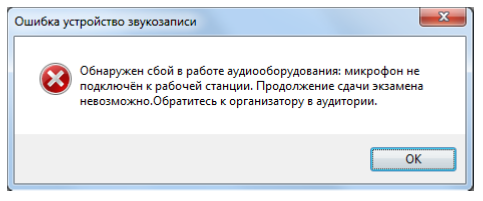 Ошибка устройство звукозаписи
Обнаружен сбой в работе аудиооборудования: микрофон не
подключён к рабочей станции. Продолжение сдачи экзамена
невозможно.Обратитесь к организатору в аудитории.
OK